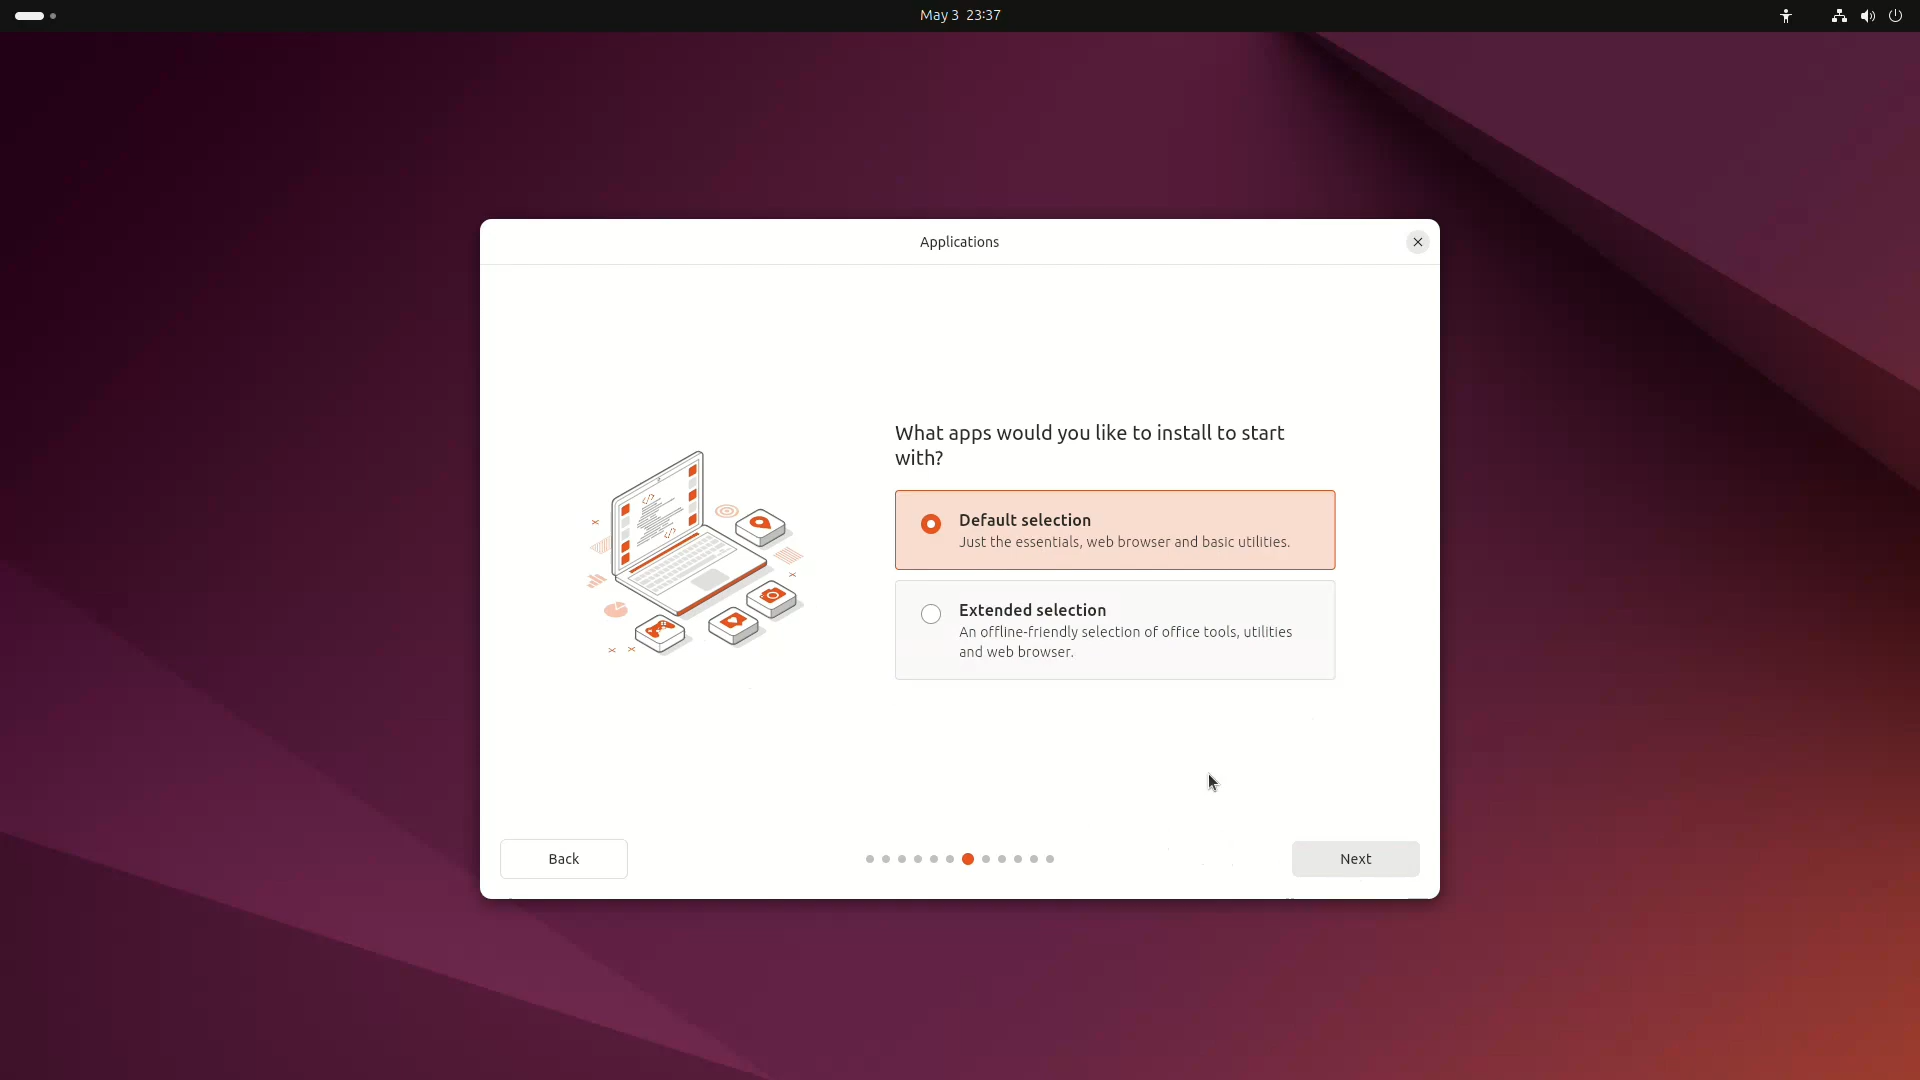 May 3 23:37
Applications
What apps would you like to install to start
with?
Default selection
Just the essentials, web browser and basic utilities.
Extended selection
An offline-friendly selection of office tools, utilities
and web browser.
Back
Next